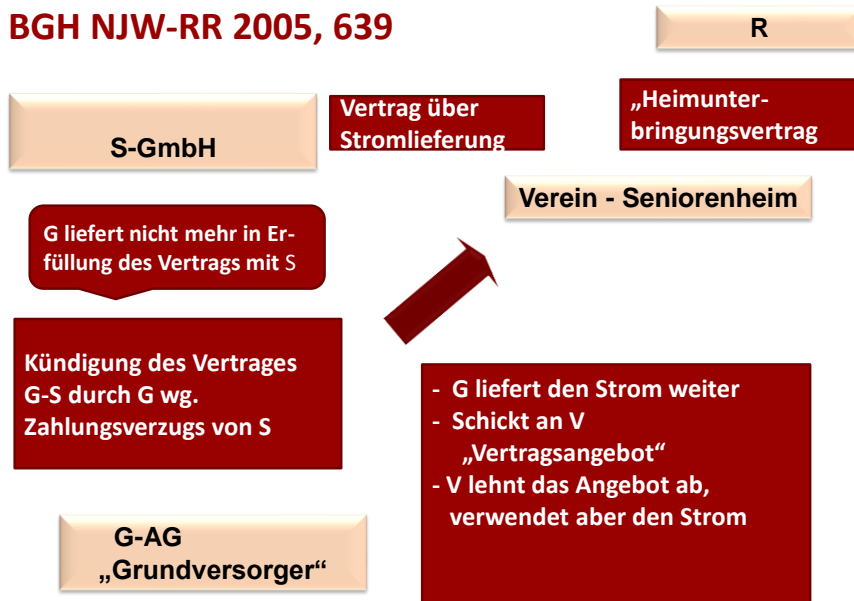 BGH NJW-RR 2005, 639
R
S-GmbH
Vertrag über
Stromlieferung
„Heimunter-
bringungsvertrag
Verein - Seniorenheim
G liefert nicht mehr in Er-
füllung des Vertrags mit S
Kündigung des Vertrages
G-S durch G wg.
Zahlungsverzugs von S
- G liefert den Strom weiter
- Schickt an V
„Vertragsangebot“
- V lehnt das Angebot ab,
verwendet aber den Strom
G-AG
„Grundversorger“